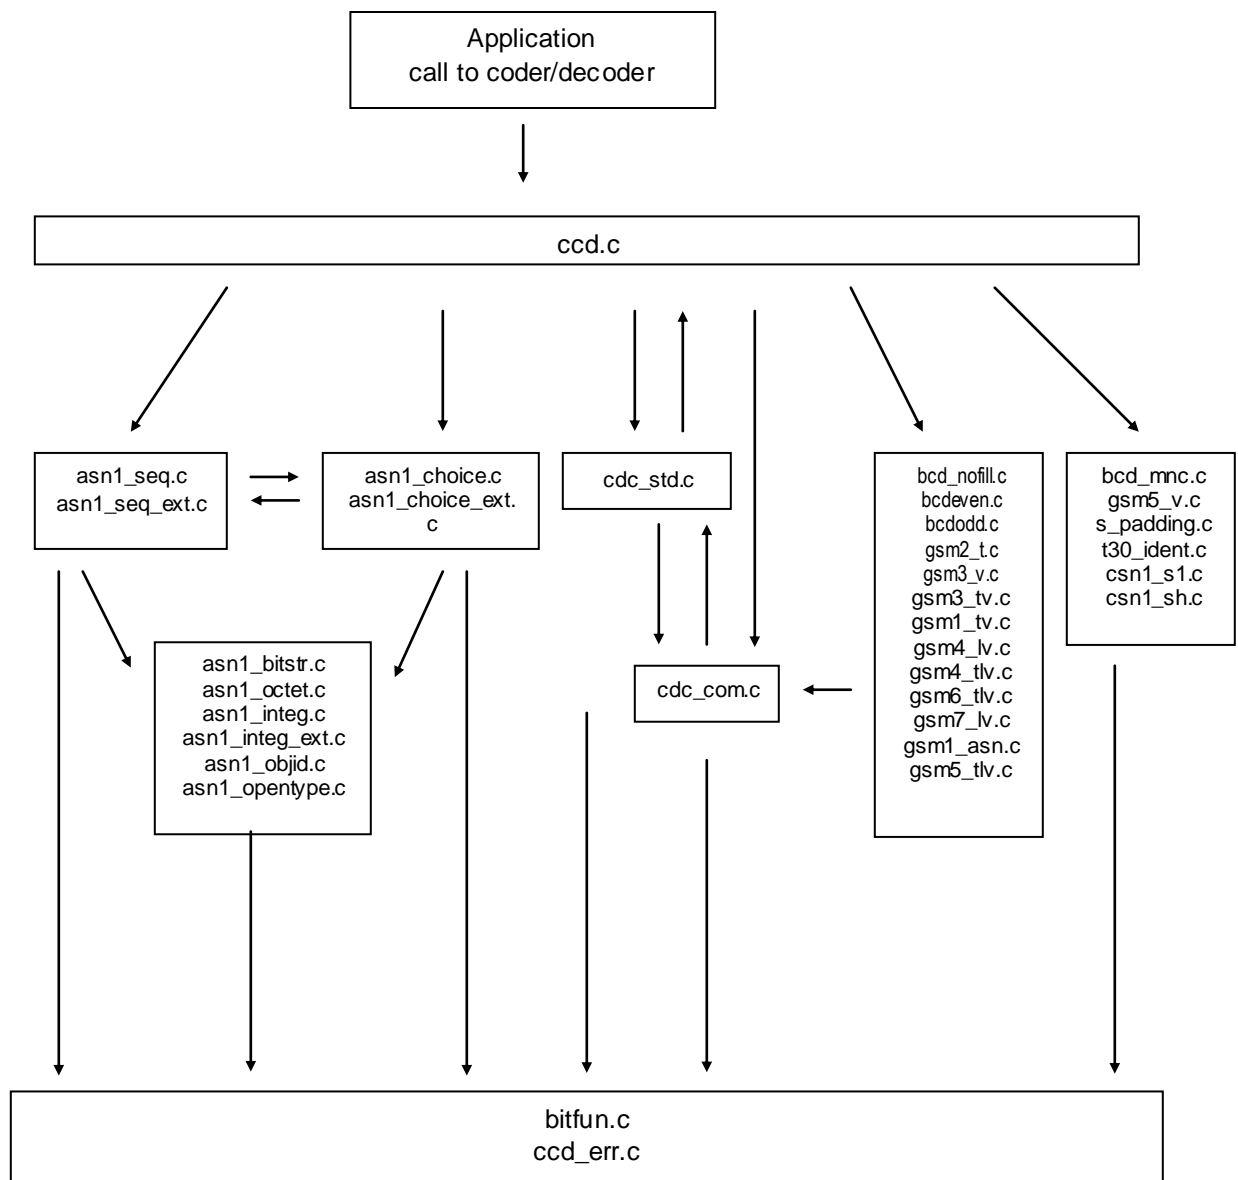 Application
call to coder/decoder
ccd.c
asn1_seq.c
asn1_seq_ext.c
asn1_choice.c
asn1_choice_ext.
c
cdc_std.c
bcd_nofill.c
bcdeven.c
bcdodd.c
gsm2_t.c
gsm3_v.c
gsm3_tv.c
gsm1_tv.c
gsm4_lv.c
gsm4_tlv.c
gsm6_tlv.c
gsm7_lv.c
gsm1_asn.c
gsm5_tlv.c
bcd_mnc.c
gsm5_v.c
s_padding.c
t30_ident.c
csn1_s1.c
csn1_sh.c
asn1_bitstr.c
asn1_octet.c
asn1_integ.c
asn1_integ_ext.c
asn1_objid.c
asn1_opentype.c
cdc_com.c
bitfun.c
ccd_err.c